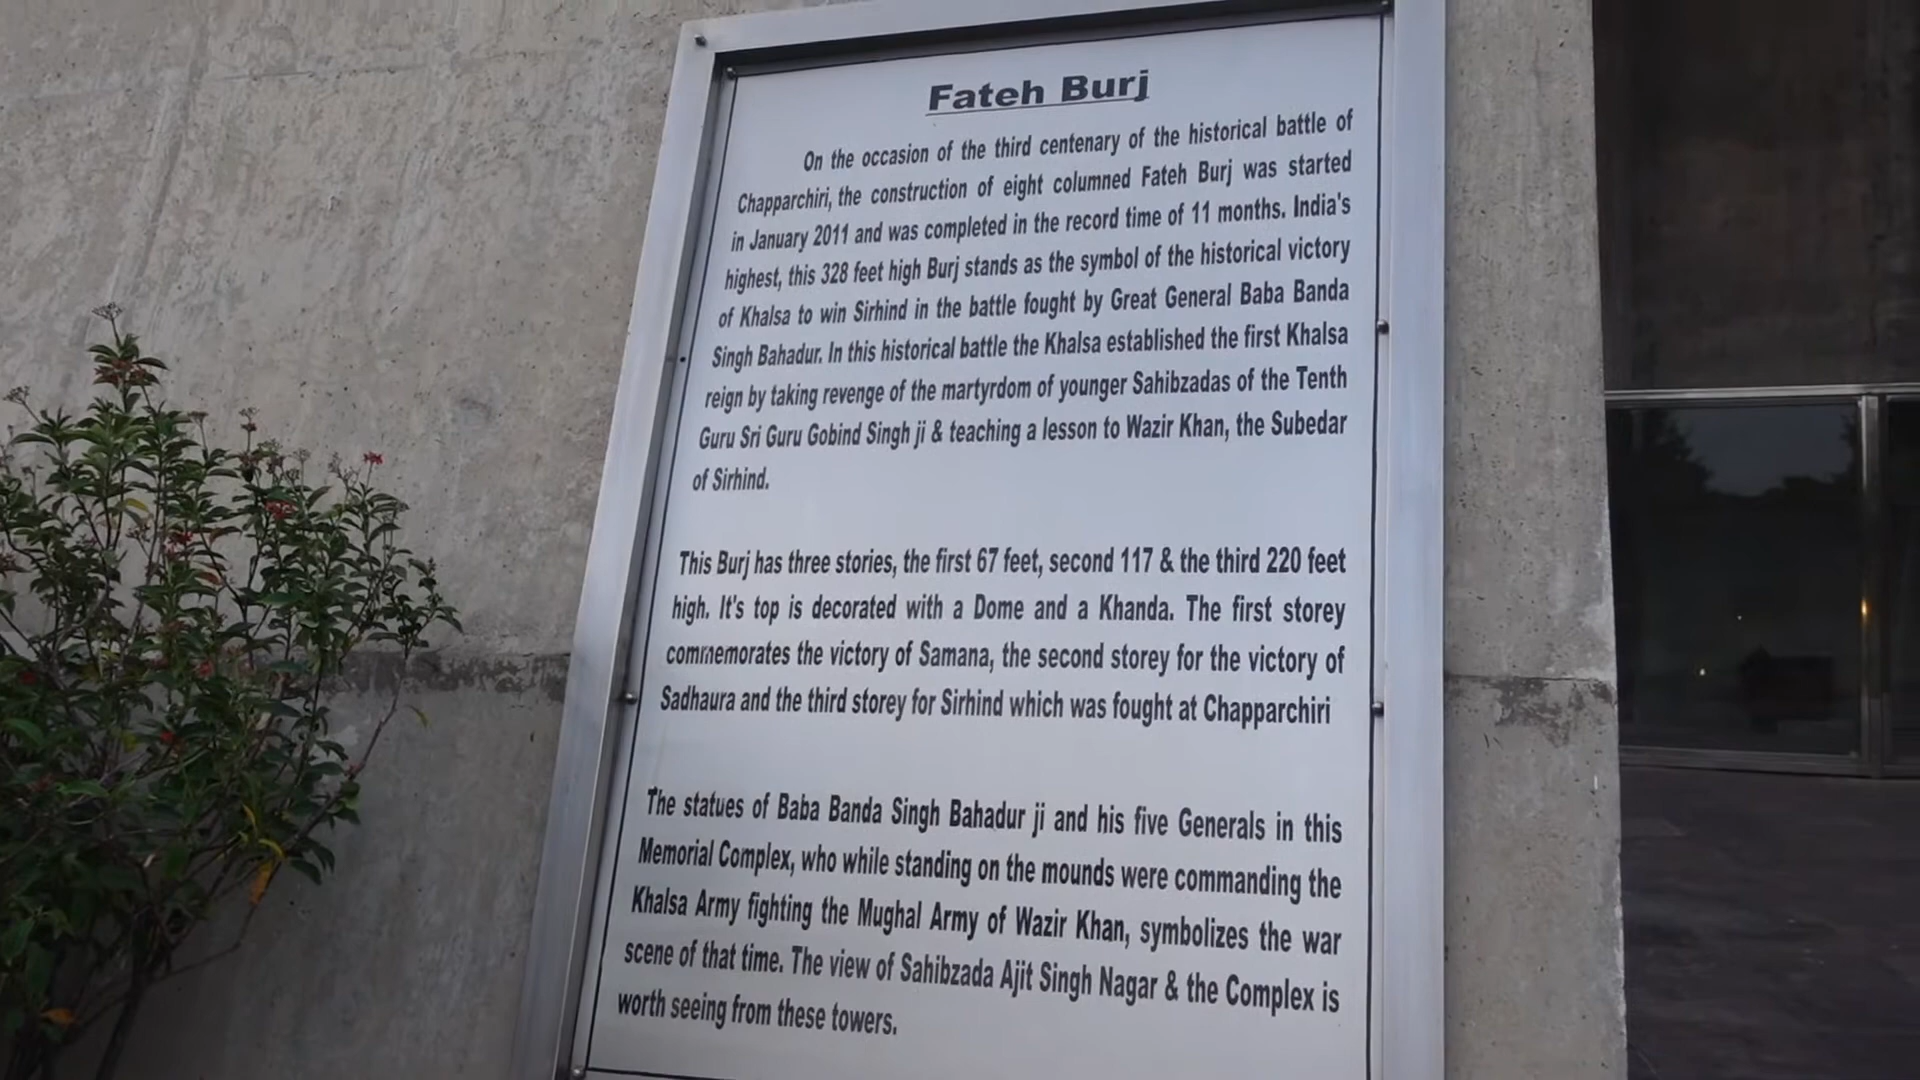 Fateh Burj
On the occasion of the third centenary of the historical battle of
Chapparchiri, the construction of eight columned Fateh Burj was started
in January 2011 and was completed in the record time of 11 months. India's
highest, this 328 feet high Burj stands as the symbol of the historical victory
of Khalsa to win Sirhind in the battle fought by Great General Baba Banda
Singh Bahadur. In this historical battle the Khalsa established the first Khalsa
reign by taking revenge of the martyrdom of younger Sahibzadas of the Tenth
Guru Sri Guru Gobind Singh ji & teaching a lesson to Wazir Khan, the Subedar
of Sirhind.
This Burj has three stories, the first 67 feet, second 117 & the third 220 feet
high. It's top is decorated with a Dome and a Khanda. The first storey
commemorates the victory of Samana, the second storey for the victory of
Sadhaura and the third storey for Sirhind which was fought at Chapparchiri
The statues of Baba Banda Singh Bahadur ji and his five Generals in this
Memorial Complex, who while standing on the mounds were commanding the
Khalsa Army fighting the Mughal Army of Wazir Khan, symbolizes the war
scene of that time. The view of Sahibzada Ajit Singh Nagar & the Complex is
worth seeing from these towers.